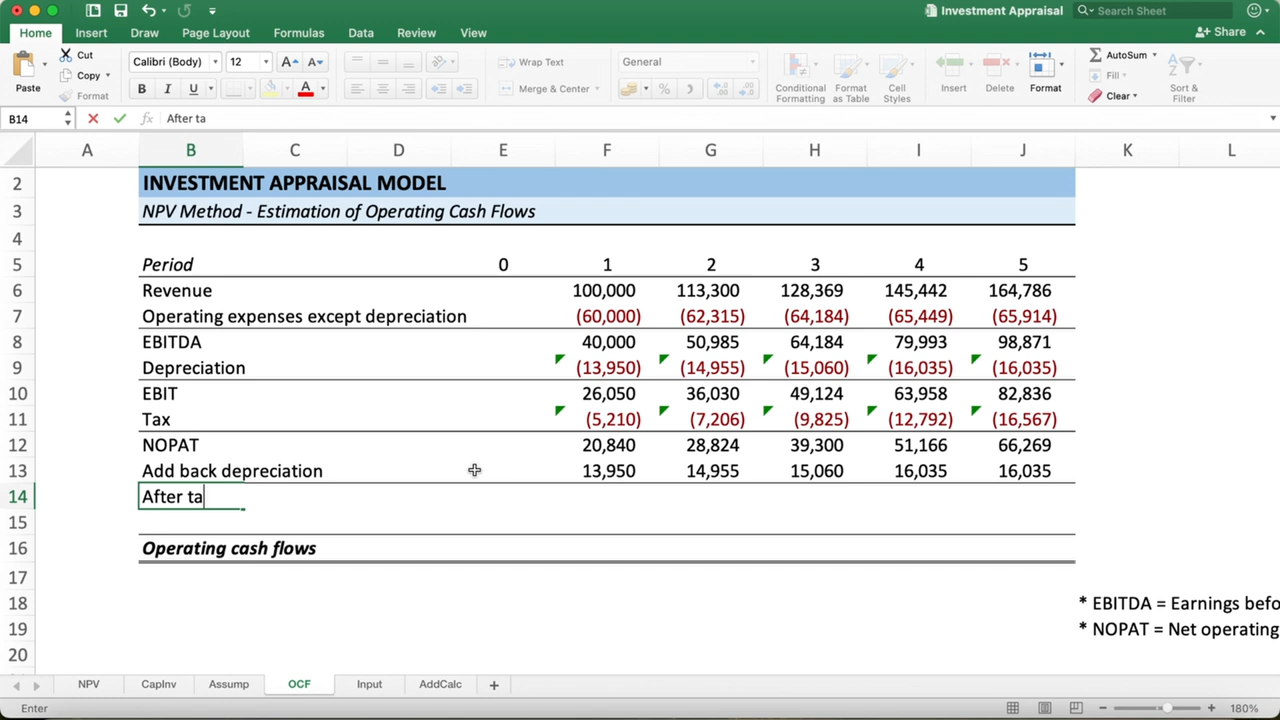 Investment Appraisal
Search Sheet
Home Insert Draw Page Layout Formulas Data Review View Share
Paste
Cut
Copy
Format
Calibri (Body) 12 A A
B I U A
Wrap Text
Merge & Center
General
%
Conditional Formatting
Format as Table
Cell Styles
Insert
Delete
Format
AutoSum
Fill
Clear
Sort & Filter
B14 fx After ta
A B C D E F G H I J K L
2 INVESTMENT APPRAISAL MODEL
3 NPV Method - Estimation of Operating Cash Flows
4
5 Period 0 1 2 3 4 5
6 Revenue 100,000 113,300 128,369 145,442 164,786
7 Operating expenses except depreciation (60,000) (62,315) (64,184) (65,449) (65,914)
8 EBITDA 40,000 50,985 64,184 79,993 98,871
9 Depreciation (13,950) (14,955) (15,060) (16,035) (16,035)
10 EBIT 26,050 36,030 49,124 63,958 82,836
11 Tax (5,210) (7,206) (9,825) (12,792) (16,567)
12 NOPAT 20,840 28,824 39,300 51,166 66,269
13 Add back depreciation 13,950 14,955 15,060 16,035 16,035
14 After ta
15
16 Operating cash flows
17
18 * EBITDA = Earnings befo
19 * NOPAT = Net operating
20
NPV CapInv Assump OCF Input AddCalc
Enter 180%